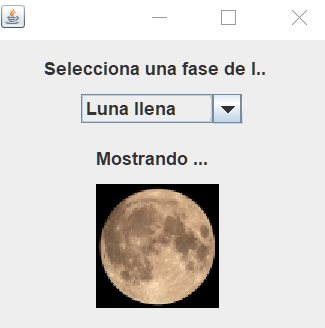 Selecciona una fase de l..
Luna llena
Mostrando ...